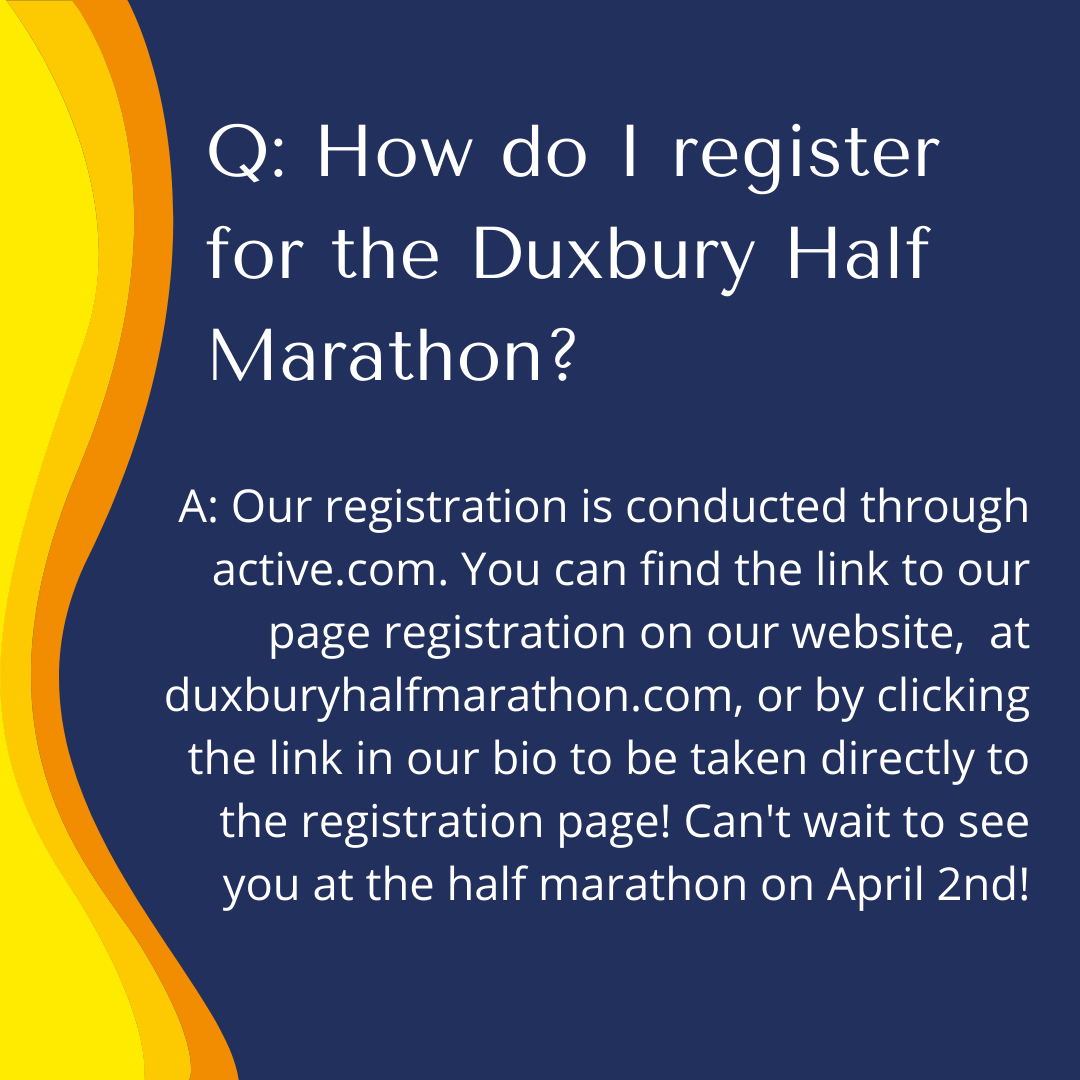 Q: How do I register
for the Duxbury Half
Marathon?
A: Our registration is conducted through
active.com. You can find the link to our
page registration on our website,  at
duxburyhalfmarathon.com, or by clicking
the link in our bio to be taken directly to
the registration page! Can't wait to see
you at the half marathon on April 2nd!